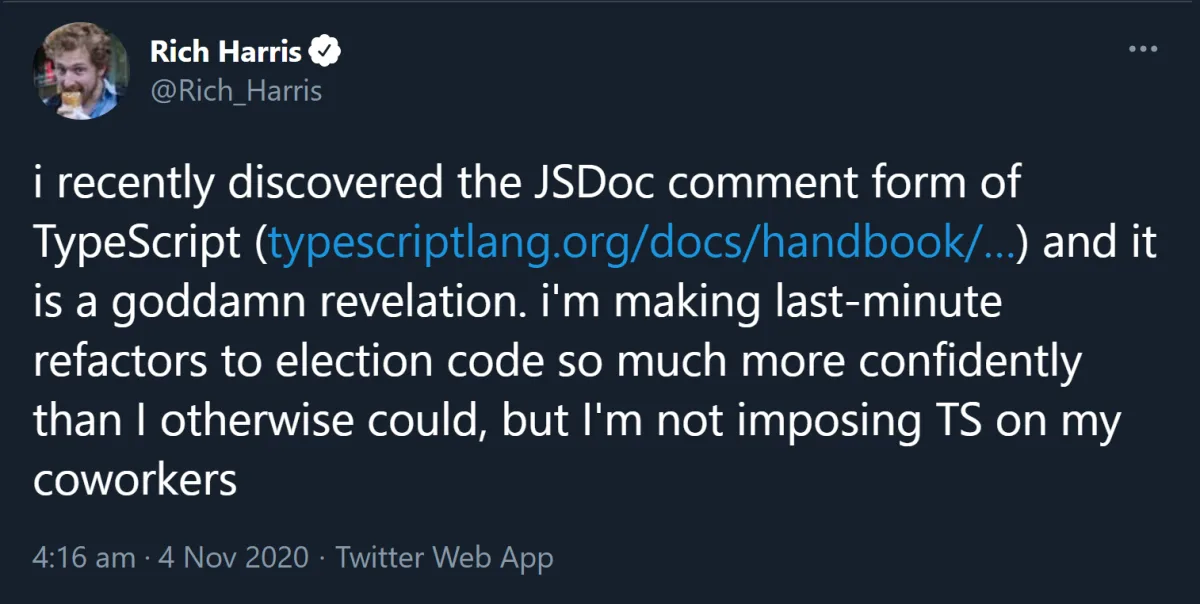 Rich Harris
@Rich_Harris
i recently discovered the JSDoc comment form of
TypeScript (typescriptlang.org/docs/handbook/...) and it
is a goddamn revelation. i'm making last-minute
refactors to election code so much more confidently
than I otherwise could, but I'm not imposing TS on my
coworkers
4:16 am · 4 Nov 2020 · Twitter Web App